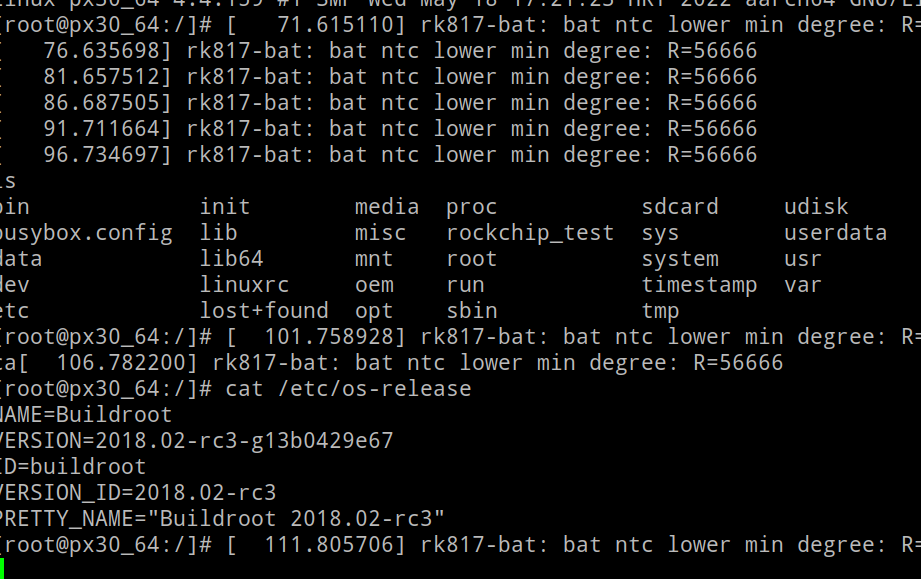 px30_64 4.4.159 #1 SMP Wed May 18 17:21:23 HKT 2022 aarch64
[root@px30_64:/]# [   71.615110] rk817-bat: bat ntc lower min degree: R=
[   76.635698] rk817-bat: bat ntc lower min degree: R=56666
[   81.657512] rk817-bat: bat ntc lower min degree: R=56666
[   86.687505] rk817-bat: bat ntc lower min degree: R=56666
[   91.711664] rk817-bat: bat ntc lower min degree: R=56666
[   96.734697] rk817-bat: bat ntc lower min degree: R=56666
ls
bin init media proc sdcard udisk
busybox.config lib misc rockchip_test sys userdata
data lib64 mnt root system usr
dev linuxrc oem run timestamp var
etc lost+found opt sbin tmp
[root@px30_64:/]# [  101.758928] rk817-bat: bat ntc lower min degree: R=
ca[  106.782200] rk817-bat: bat ntc lower min degree: R=56666
[root@px30_64:/]# cat /etc/os-release
NAME=Buildroot
VERSION=2018.02-rc3-g13b0429e67
ID=buildroot
VERSION_ID=2018.02-rc3
PRETTY_NAME="Buildroot 2018.02-rc3"
[root@px30_64:/]# [  111.805706] rk817-bat: bat ntc lower min degree: R=